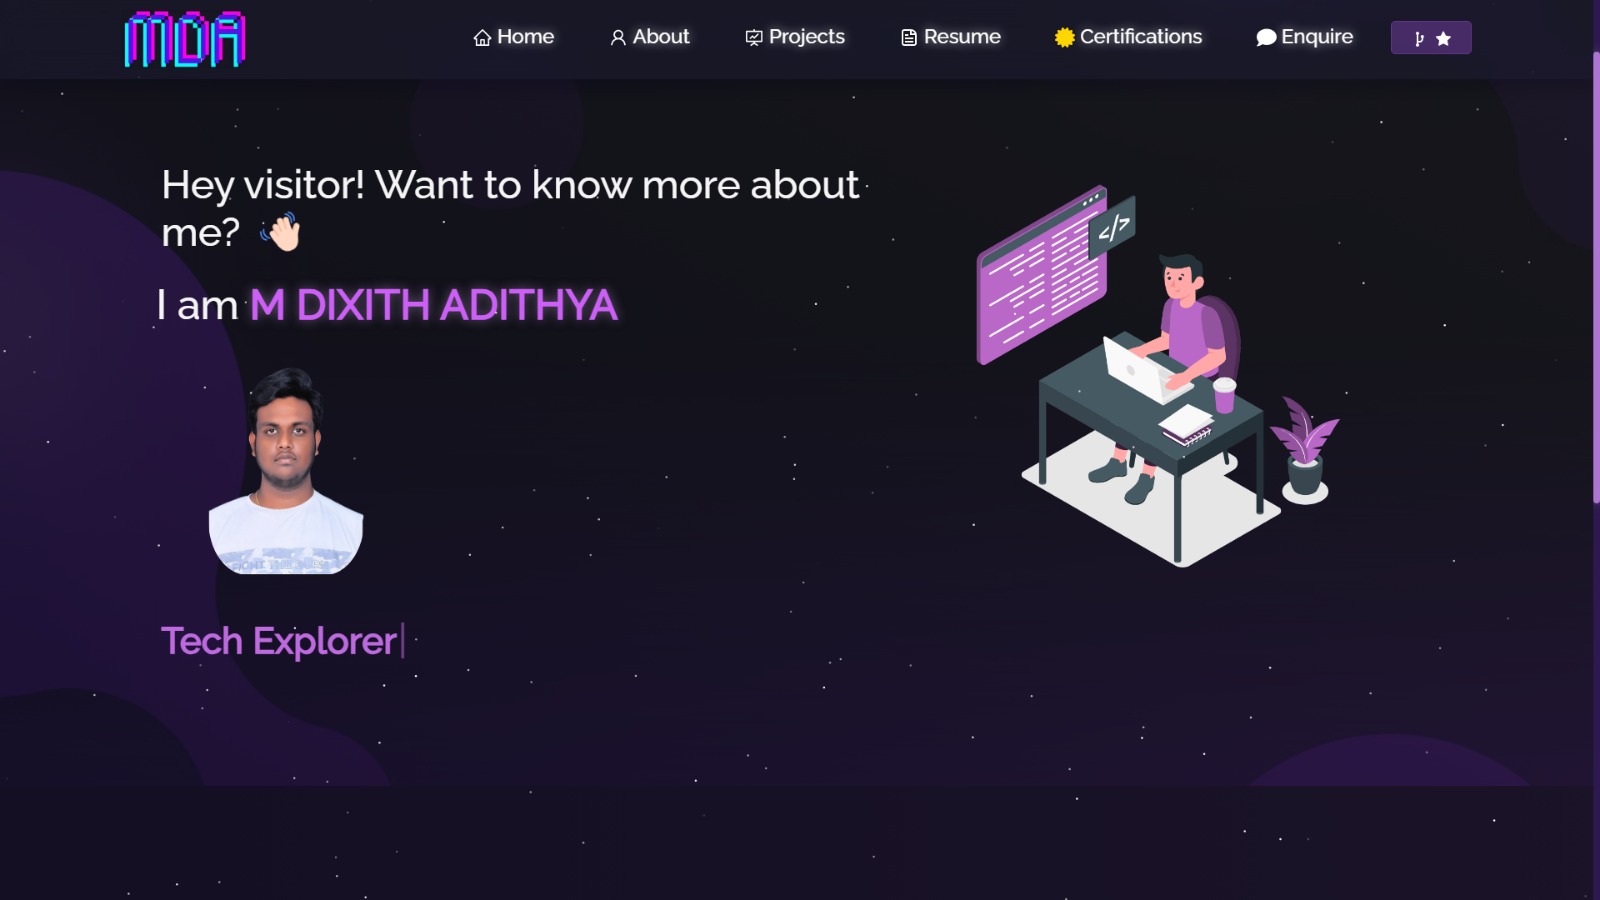 MDA
Home
About
Projects
Resume
Certifications
Enquire
Hey visitor! Want to know more about
me?
I am M DIXITH ADITHYA
</>
Tech Explorer